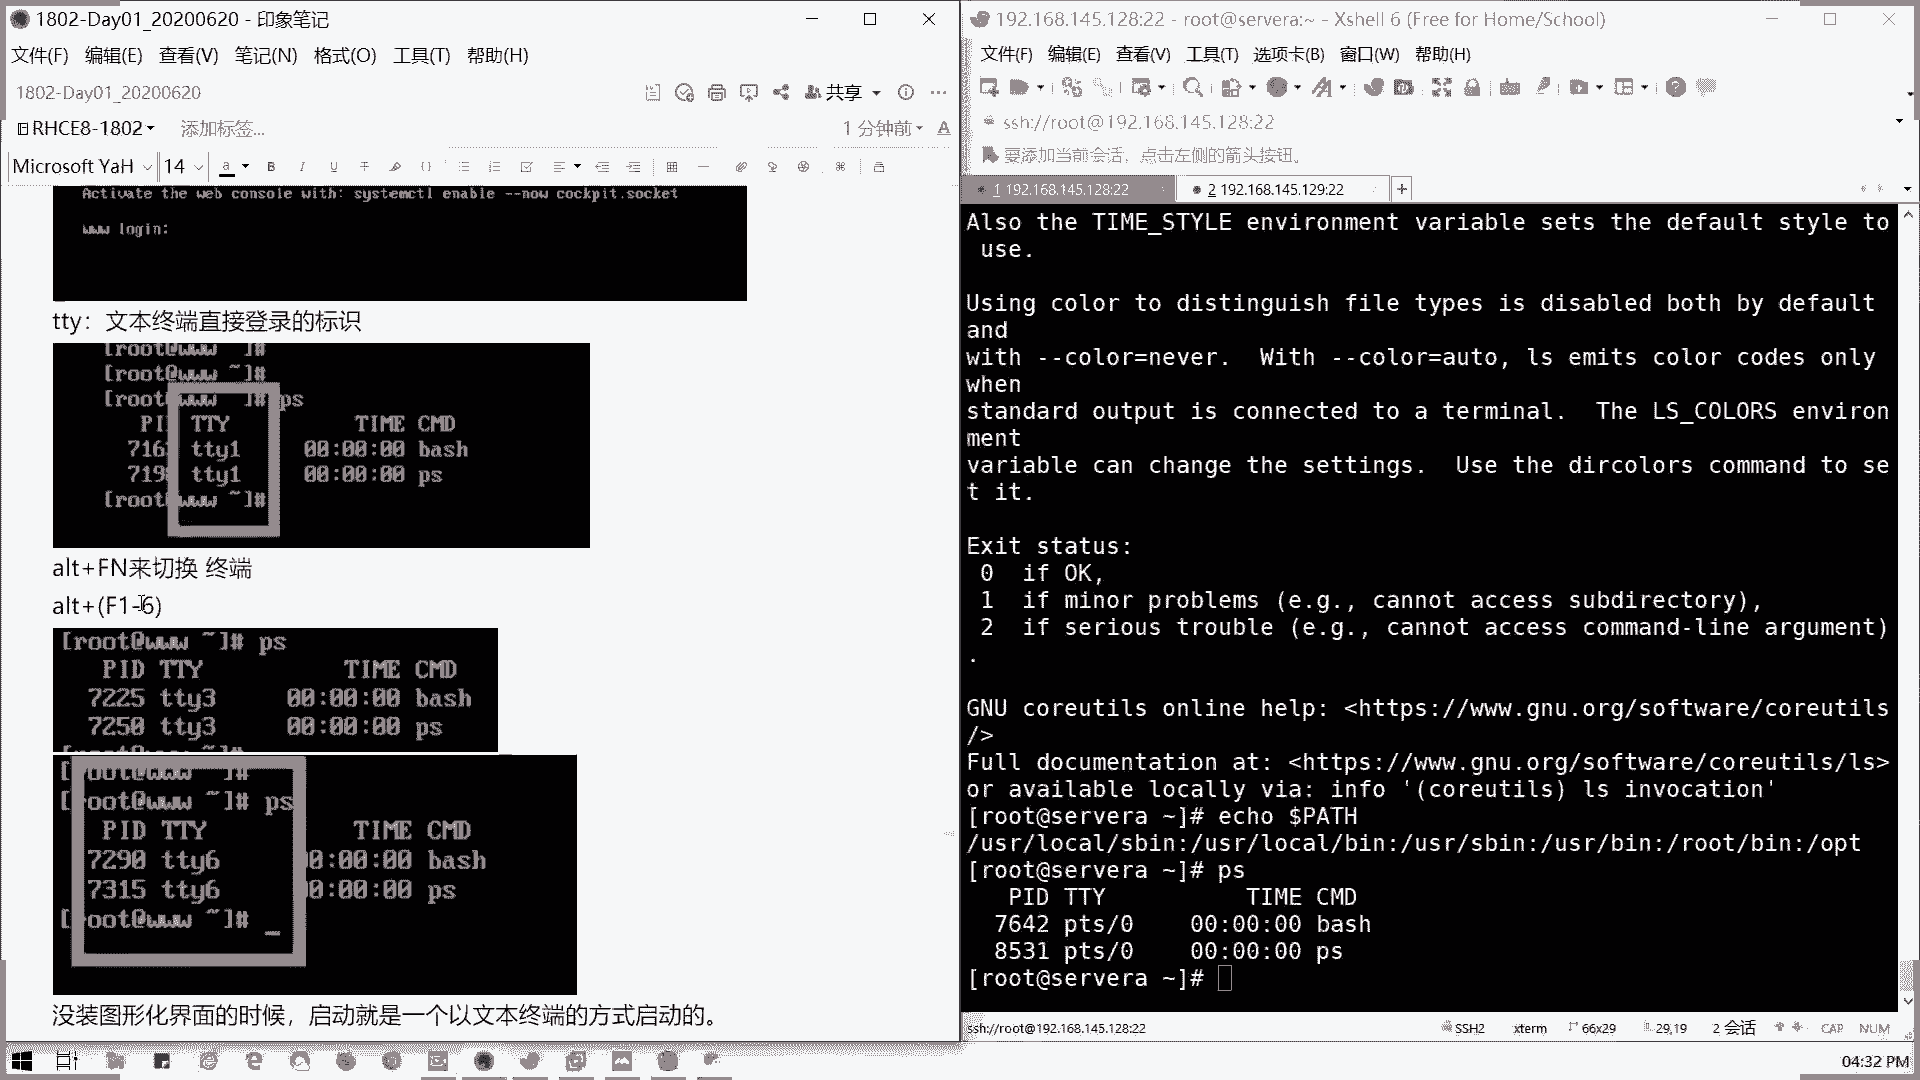 1802-Day01_20200620 - 印象笔记
文件(F) 编辑(E) 查看(V) 笔记(N) 格式(O) 工具(T) 帮助(H)
1802-Day01_20200620
共享
RHCE8-1802 添加标签...
1 分钟前
Microsoft YaH 14
Activate the web console with: systemctl enable --now cockpit.socket
www login:
tty：文本终端直接登录的标识
[root@www ~]#
[root@www ~]#
[root@www ~]# ps
PI TTY TIME CMD
716 tty1 00:00:00 bash
719 tty1 00:00:00 ps
[root@www ~]#
alt+FN来切换 终端
alt+(F1-6)
[root@www ~]# ps
PID TTY TIME CMD
7225 tty3 00:00:00 bash
7250 tty3 00:00:00 ps
[root@www ~]#
[root@www ~]# ps
PID TTY TIME CMD
7290 tty6 00:00:00 bash
7315 tty6 00:00:00 ps
[root@www ~]# _
没装图形化界面的时候，启动就是一个以文本终端的方式启动的。
192.168.145.128:22 - root@servera:~ - Xshell 6 (Free for Home/School)
文件(F) 编辑(E) 查看(V) 工具(T) 选项卡(B) 窗口(W) 帮助(H)
ssh://root@192.168.145.128:22
要添加当前会话，点击左侧的箭头按钮。
1 192.168.145.128:22
2 192.168.145.129:22
+
Also the TIME_STYLE environment variable sets the default style to
 use.
Using color to distinguish file types is disabled both by default
and
with --color=never.  With --color=auto, ls emits color codes only
when
standard output is connected to a terminal.  The LS_COLORS environ
ment
variable can change the settings.  Use the dircolors command to se
t it.
Exit status:
 0  if OK,
 1  if minor problems (e.g., cannot access subdirectory),
 2  if serious trouble (e.g., cannot access command-line argument)
.
GNU coreutils online help: <https://www.gnu.org/software/coreutils
/>
Full documentation at: <https://www.gnu.org/software/coreutils/ls>
or available locally via: info '(coreutils) ls invocation'
[root@servera ~]# echo $PATH
/usr/local/sbin:/usr/local/bin:/usr/sbin:/usr/bin:/root/bin:/opt
[root@servera ~]# ps
PID TTY TIME CMD
7642 pts/0 00:00:00 bash
8531 pts/0 00:00:00 ps
[root@servera ~]#
ssh://root@192.168.145.128:22
SSH2 xterm 66x29 29,19 2 会话 CAP NUM
04:32 PM